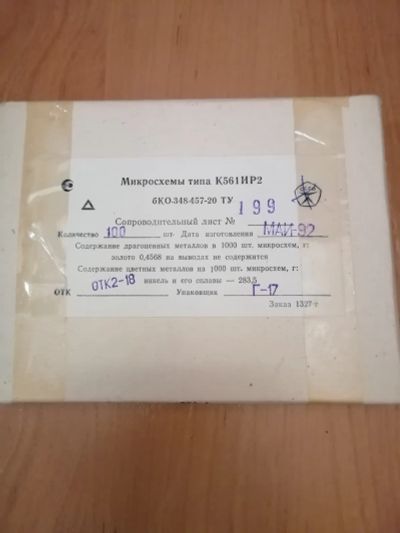 Микросхемы типа К561ИР2
6КО·348·457-20 ТУ
Сопроводительный лист № 199
Количество 100 шт· Дата изготовления МАЙ-92
Содержание драгоценных металлов в 1000 шт. микросхем, г:
золото 0,4568 на выводах не содержится
Содержание цветных металлов на 1000 шт. микросхем, г:
никель и его сплавы — 283,5
ОТК ОТК2-18 Упаковщик Г-17
Заказ 1327-г